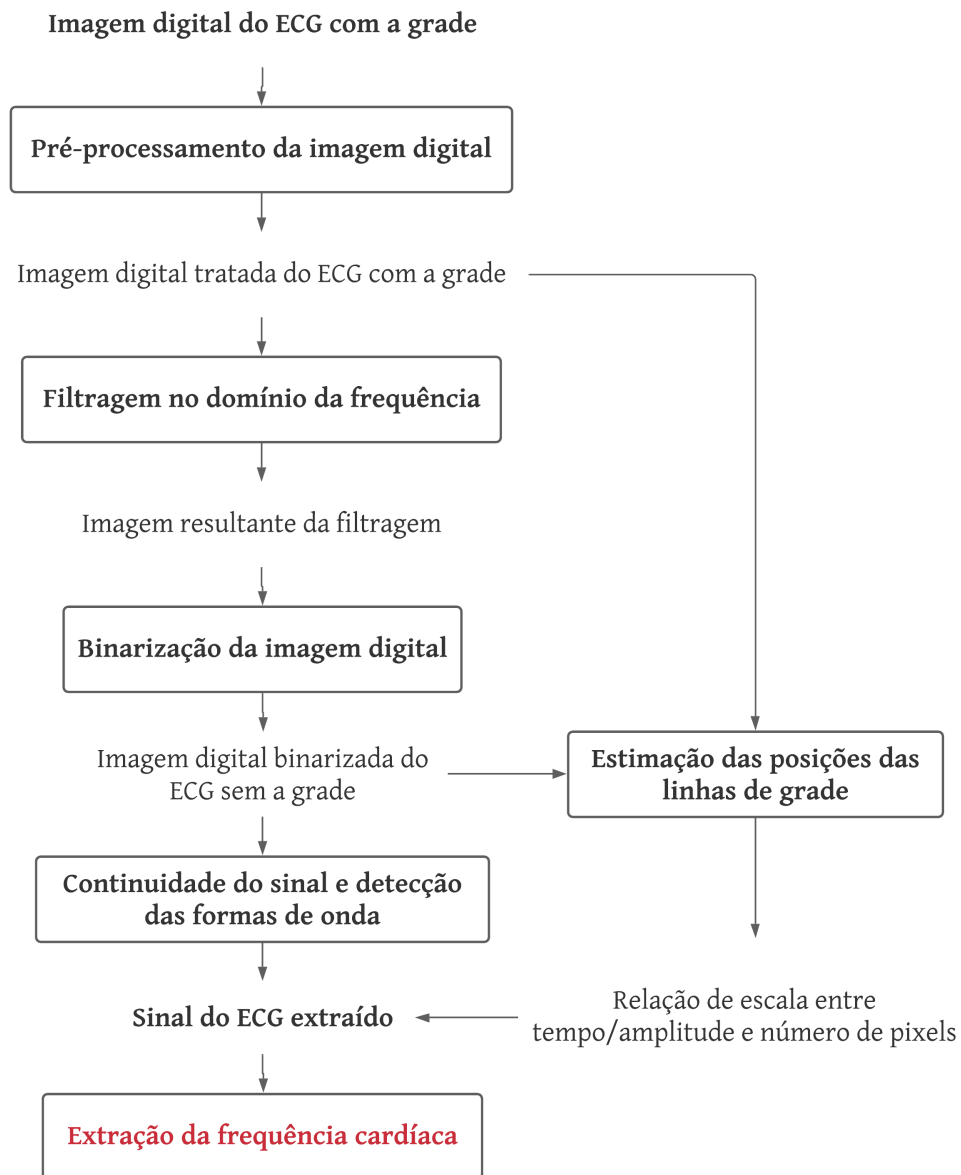 Imagem digital do ECG com a grade
Pré-processamento da imagem digital
Imagem digital tratada do ECG com a grade
Filtragem no domínio da frequência
Imagem resultante da filtragem
Binarização da imagem digital
Imagem digital binarizada do
ECG sem a grade
Estimação das posições das
linhas de grade
Continuidade do sinal e detecção
das formas de onda
Sinal do ECG extraído
Relação de escala entre
tempo/amplitude e número de pixels
Extração da frequência cardíaca